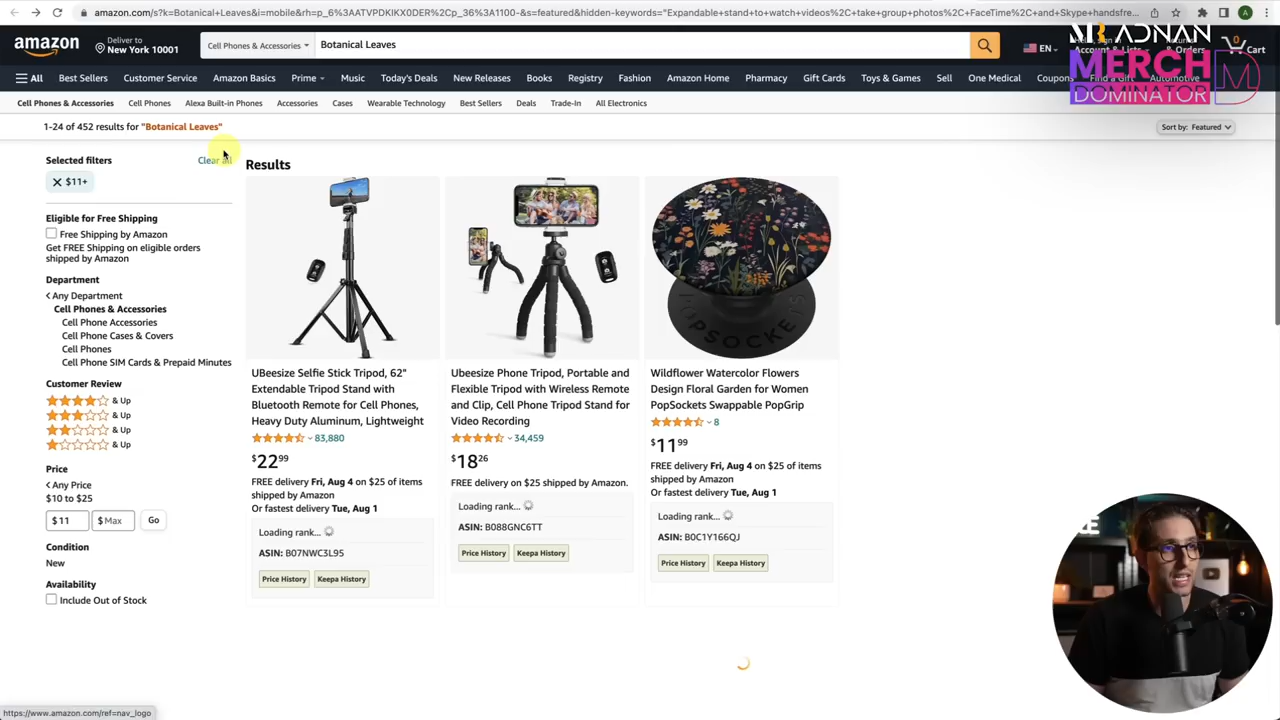 amazon.com/s?k=Botanical+Leaves&i=mobile&rh=p_6%3AATVPDKIKX0DER%2Cp_36%3A1100-&s=featured&hidden-keywords="Expandable+stand+to+watch+videos%2C+take+group+photos%2C+FaceTime%2C+and+Skype+handsfre...
amazon
Deliver to
New York 10001
Cell Phones & Accessories
Botanical Leaves
EN
Account & Lists
& Orders
0
Cart
MR ADNAN
MERCH
DOMINATOR
All
Best Sellers
Customer Service
Amazon Basics
Prime
Music
Today's Deals
New Releases
Books
Registry
Fashion
Amazon Home
Pharmacy
Gift Cards
Toys & Games
Sell
One Medical
Coupons
Find a Gift
Automotive
Cell Phones & Accessories
Cell Phones
Alexa Built-in Phones
Accessories
Cases
Wearable Technology
Best Sellers
Deals
Trade-In
All Electronics
1-24 of 452 results for "Botanical Leaves"
Sort by: Featured
Selected filters
Clear all
$11+
Eligible for Free Shipping
Free Shipping by Amazon
Get FREE Shipping on eligible orders
shipped by Amazon
Department
Any Department
Cell Phones & Accessories
Cell Phone Accessories
Cell Phone Cases & Covers
Cell Phones
Cell Phone SIM Cards & Prepaid Minutes
Customer Review
& Up
& Up
& Up
& Up
Price
Any Price
$10 to $25
$ 11
$ Max
Go
Condition
New
Availability
Include Out of Stock
Results
UBeesize Selfie Stick Tripod, 62"
Extendable Tripod Stand with
Bluetooth Remote for Cell Phones,
Heavy Duty Aluminum, Lightweight
83,880
$22 99
FREE delivery Fri, Aug 4 on $25 of items
shipped by Amazon
Or fastest delivery Tue, Aug 1
Loading rank...
ASIN: B07NWC3L95
Price History
Keepa History
UBeesize Phone Tripod, Portable and
Flexible Tripod with Wireless Remote
and Clip, Cell Phone Tripod Stand for
Video Recording
34,459
$18 26
FREE delivery on $25 shipped by Amazon.
Loading rank...
ASIN: B088GNC6TT
Price History
Keepa History
POPSOCKETS
Wildflower Watercolor Flowers
Design Floral Garden for Women
PopSockets Swappable PopGrip
8
$11 99
FREE delivery Fri, Aug 4 on $25 of items
shipped by Amazon
Or fastest delivery Tue, Aug 1
Loading rank...
ASIN: B0C1Y166QJ
Price History
Keepa History
https://www.amazon.com/ref=nav_logo